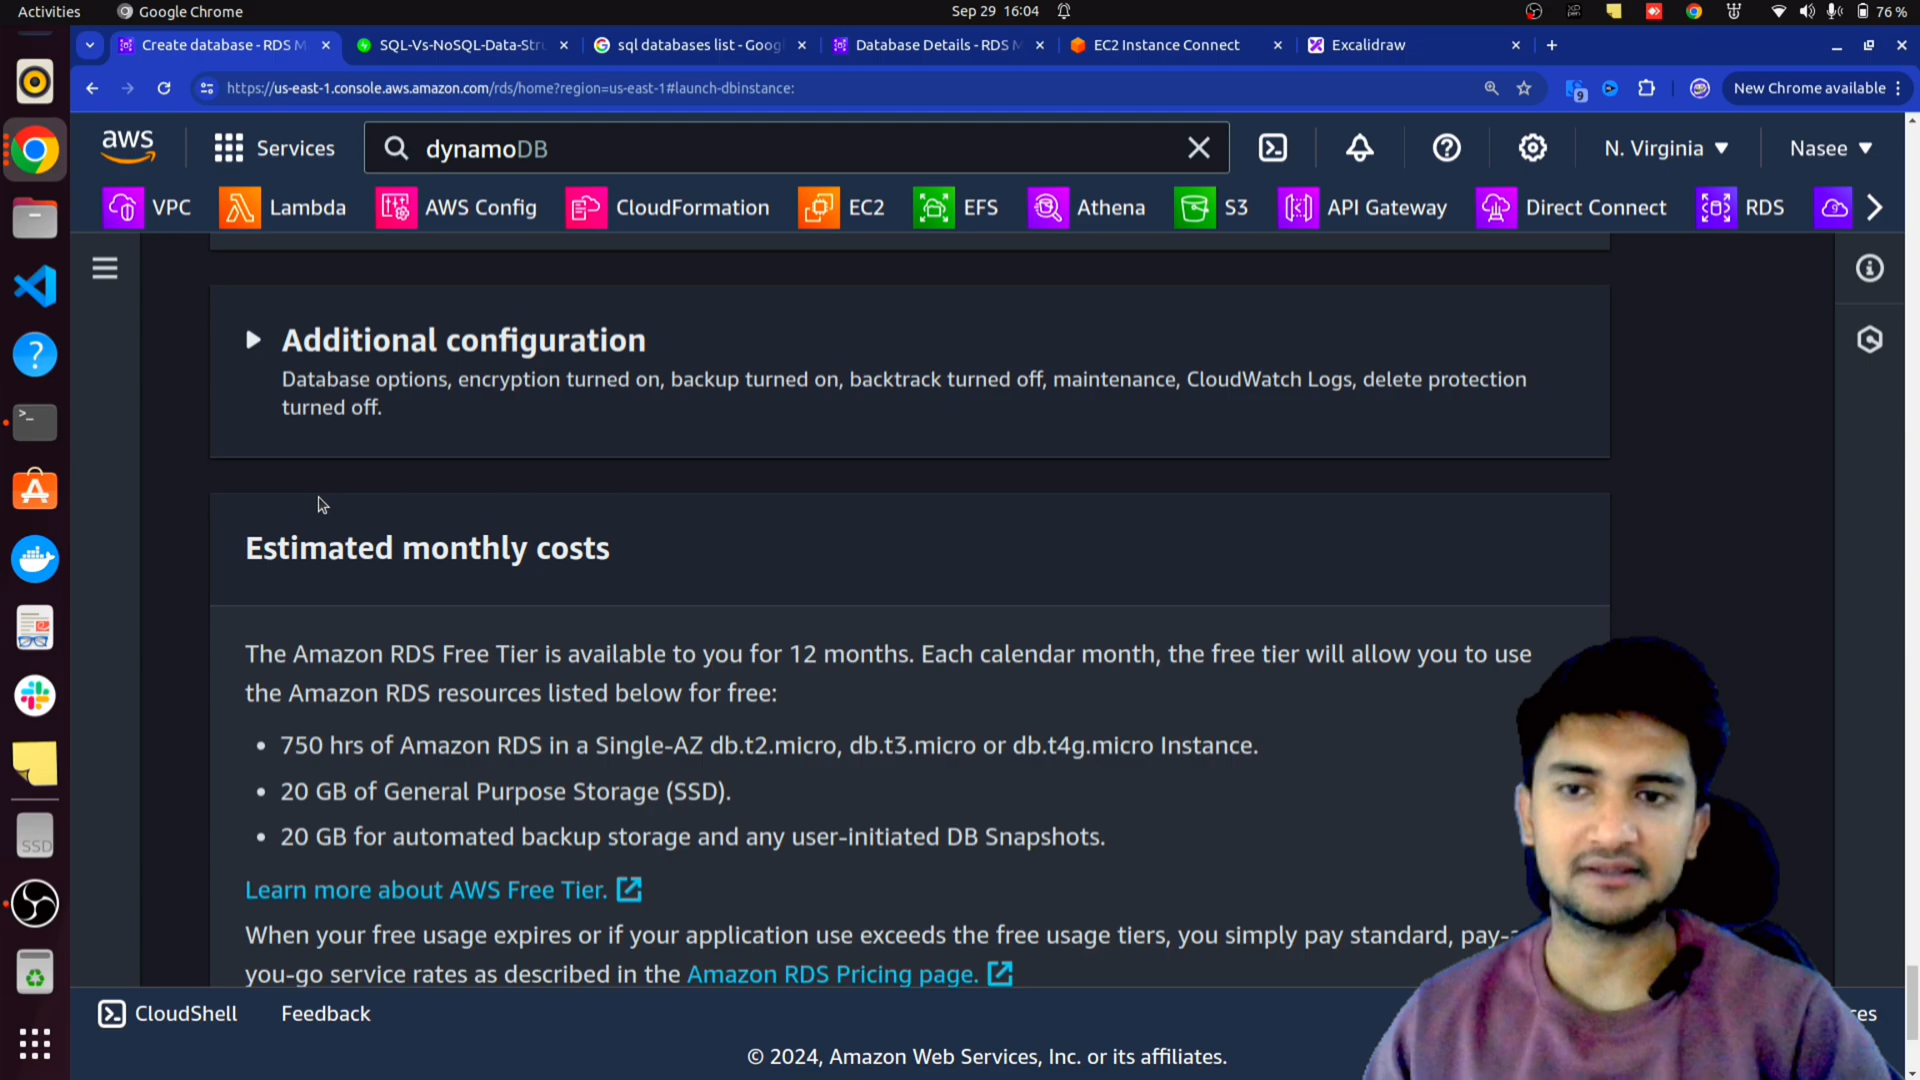 Activities
Google Chrome
Sep 29 16:04
76 %
Create database - RDS M
SQL-Vs-NoSQL-Data-Stru
sql databases list - Goog
Database Details - RDS M
EC2 Instance Connect
Excalidraw
https://us-east-1.console.aws.amazon.com/rds/home?region=us-east-1#launch-dbinstance:
9
New Chrome available
aws
Services
dynamoDB
N. Virginia
Nasee
VPC
Lambda
AWS Config
CloudFormation
EC2
EFS
Athena
S3
API Gateway
Direct Connect
RDS
Additional configuration
Database options, encryption turned on, backup turned on, backtrack turned off, maintenance, CloudWatch Logs, delete protection
turned off.
Estimated monthly costs
The Amazon RDS Free Tier is available to you for 12 months. Each calendar month, the free tier will allow you to use
the Amazon RDS resources listed below for free:
750 hrs of Amazon RDS in a Single-AZ db.t2.micro, db.t3.micro or db.t4g.micro Instance.
20 GB of General Purpose Storage (SSD).
20 GB for automated backup storage and any user-initiated DB Snapshots.
Learn more about AWS Free Tier.
When your free usage expires or if your application use exceeds the free usage tiers, you simply pay standard, pay-
you-go service rates as described in the Amazon RDS Pricing page.
SSD
CloudShell
Feedback
es
© 2024, Amazon Web Services, Inc. or its affiliates.